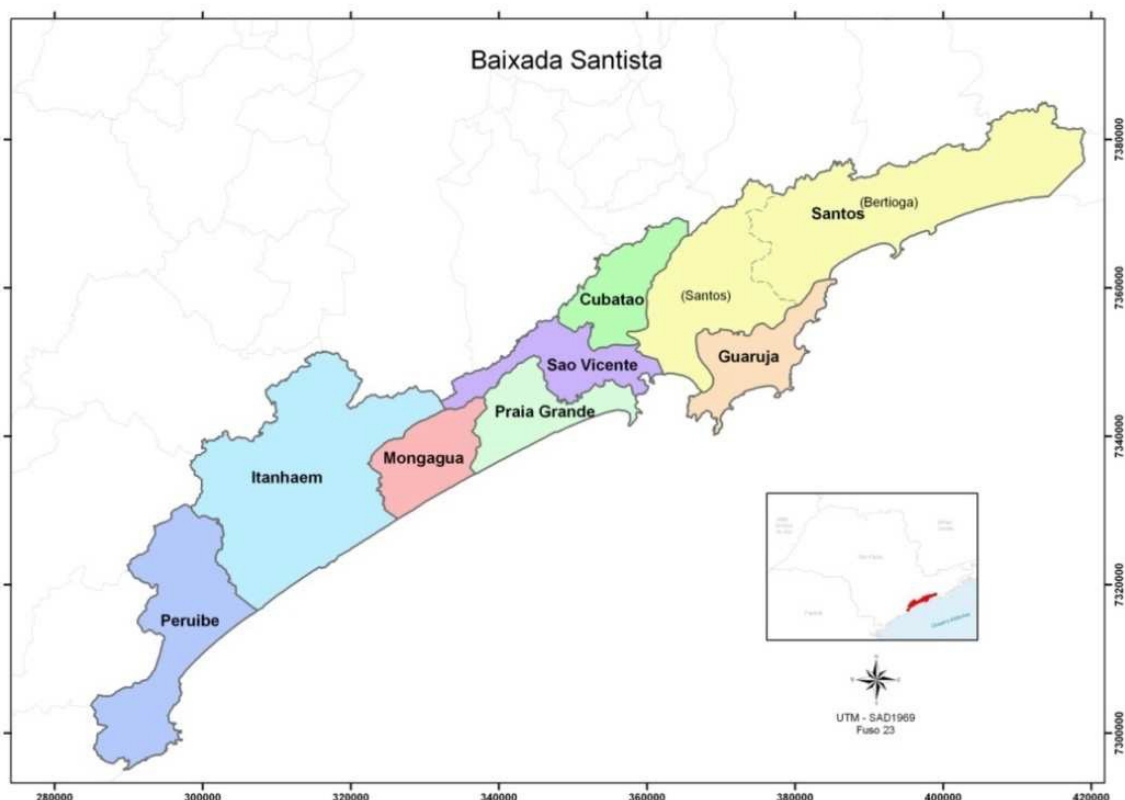 Baixada Santista
(Bertioga)
Santos
Cubatao
(Santos)
Guaruja
Sao Vicente
Praia Grande
Mongagua
Itanhaem
Peruibe
UTM - SAD1969
Fuso 23
7380000
7360000
7340000
7320000
7300000
280000
300000
320000
340000
360000
380000
400000
420000